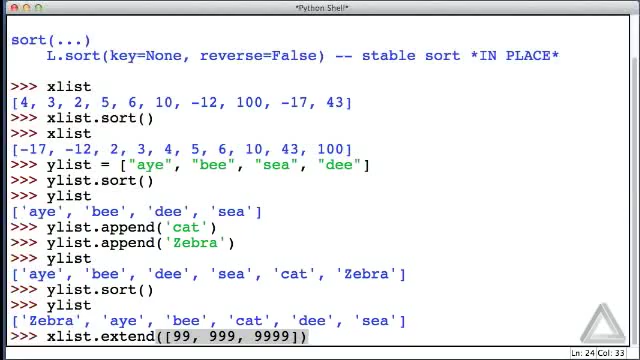 *Python Shell*
sort(...)
L.sort(key=None, reverse=False) -- stable sort *IN PLACE*
>>> xlist
[4, 3, 2, 5, 6, 10, -12, 100, -17, 43]
>>> xlist.sort()
>>> xlist
[-17, -12, 2, 3, 4, 5, 6, 10, 43, 100]
>>> ylist = ["aye", "bee", "sea", "dee"]
>>> ylist.sort()
>>> ylist
['aye', 'bee', 'dee', 'sea']
>>> ylist.append('cat')
>>> ylist.append('Zebra')
>>> ylist
['aye', 'bee', 'dee', 'sea', 'cat', 'Zebra']
>>> ylist.sort()
>>> ylist
['Zebra', 'aye', 'bee', 'cat', 'dee', 'sea']
>>> xlist.extend([99, 999, 9999])
Ln: 24 Col: 33